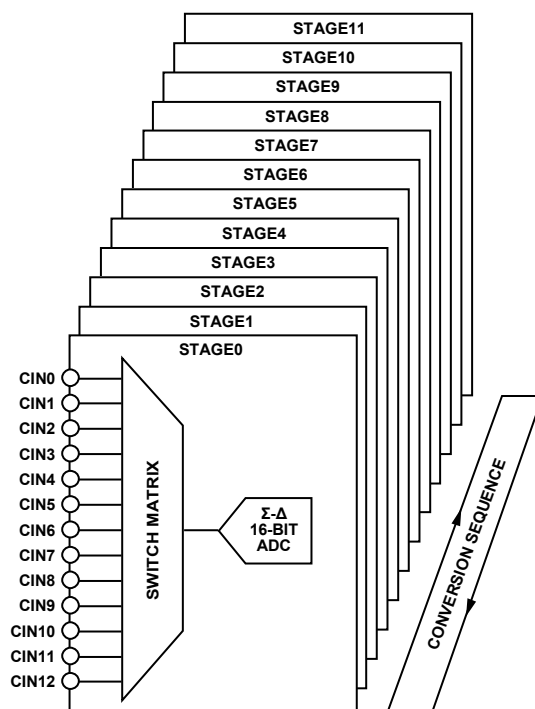 STAGE11
STAGE10
STAGE9
STAGE8
STAGE7
STAGE6
STAGE5
STAGE4
STAGE3
STAGE2
STAGE1
STAGE0
CIN0
CIN1
CIN2
CIN3
CIN4
CIN5
CIN6
CIN7
CIN8
CIN9
CIN10
CIN11
CIN12
SWITCH MATRIX
Σ-Δ
16-BIT
ADC
CONVERSION SEQUENCE